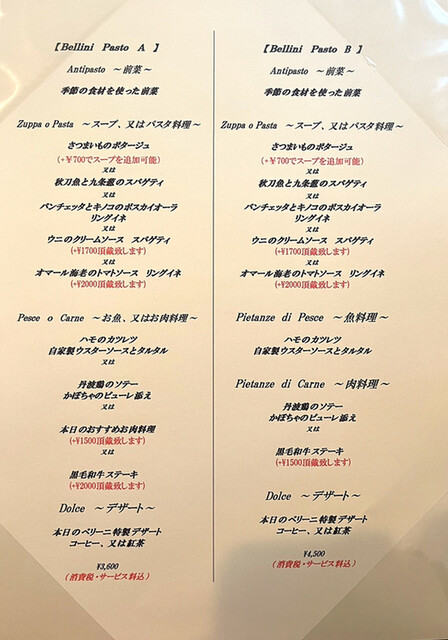 【 Bellini Pasto A 】
Antipasto ～前菜～
季節の食材を使った前菜
Zuppa o Pasta ～スープ、又はパスタ料理～
さつまいものポタージュ
(+￥700でスープを追加可能)
又は
秋刀魚と九条葱のスパゲティ
又は
パンチェッタとキノコのボスカイオーラ
リングイネ
又は
ウニのクリームソース スパゲティ
(+¥1700頂戴致します)
又は
オマール海老のトマトソース リングイネ
(+¥2000頂戴致します)
Pesce o Carne ～お魚、又はお肉料理～
ハモのカツレツ
自家製ウスターソースとタルタル
又は
丹波鶏のソテー
かぼちゃのピューレ添え
又は
本日のおすすめお肉料理
(+¥1500頂戴致します)
又は
黒毛和牛ステーキ
(+¥2000頂戴致します)
Dolce ～デザート～
本日のベリーニ特製デザート
コーヒー、又は紅茶
¥3,600
(消費税・サービス料込)
【 Bellini Pasto B 】
Antipasto ～前菜～
季節の食材を使った前菜
Zuppa o Pasta ～スープ、又はパスタ料理～
さつまいものポタージュ
(+￥700でスープを追加可能)
又は
秋刀魚と九条葱のスパゲティ
又は
パンチェッタとキノコのボスカイオーラ
リングイネ
又は
ウニのクリームソース スパゲティ
(+¥1700頂戴致します)
又は
オマール海老のトマトソース リングイネ
(+¥2000頂戴致します)
Pietanze di Pesce ～魚料理～
ハモのカツレツ
自家製ウスターソースとタルタル
Pietanze di Carne ～肉料理～
丹波鶏のソテー
かぼちゃのピューレ添え
又は
黒毛和牛ステーキ
(+¥1500頂戴致します)
Dolce ～デザート～
本日のベリーニ特製デザート
コーヒー、又は紅茶
¥4,500
(消費税・サービス料込)